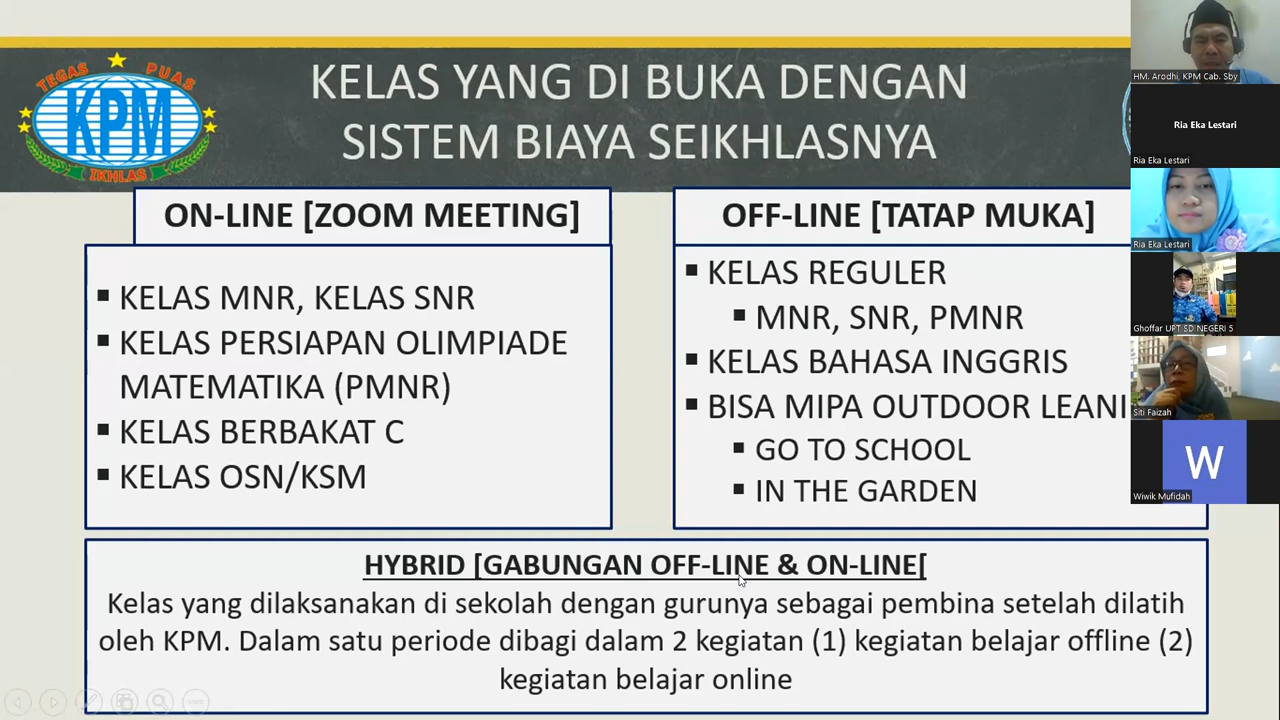 TEGAS PUAS
KPM
IKHLAS
KELAS YANG DI BUKA DENGAN
SISTEM BIAYA SEIKHLASNYA
ON-LINE [ZOOM MEETING]
▪ KELAS MNR, KELAS SNR
▪ KELAS PERSIAPAN OLIMPIADE
MATEMATIKA (PMNR)
▪ KELAS BERBAKAT C
▪ KELAS OSN/KSM
OFF-LINE [TATAP MUKA]
▪ KELAS REGULER
▪ MNR, SNR, PMNR
▪ KELAS BAHASA INGGRIS
▪ BISA MIPA OUTDOOR LEANI
▪ GO TO SCHOOL
▪ IN THE GARDEN
HYBRID [GABUNGAN OFF-LINE & ON-LINE[
Kelas yang dilaksanakan di sekolah dengan gurunya sebagai pembina setelah dilatih
oleh KPM. Dalam satu periode dibagi dalam 2 kegiatan (1) kegiatan belajar offline (2)
kegiatan belajar online
HM. Arodhi, KPM Cab. Sby
Ria Eka Lestari
Ria Eka Lestari
Ria Eka Lestari
Ghoffar UPT SD NEGERI 5
Siti Faizah
W
Wiwik Mufidah